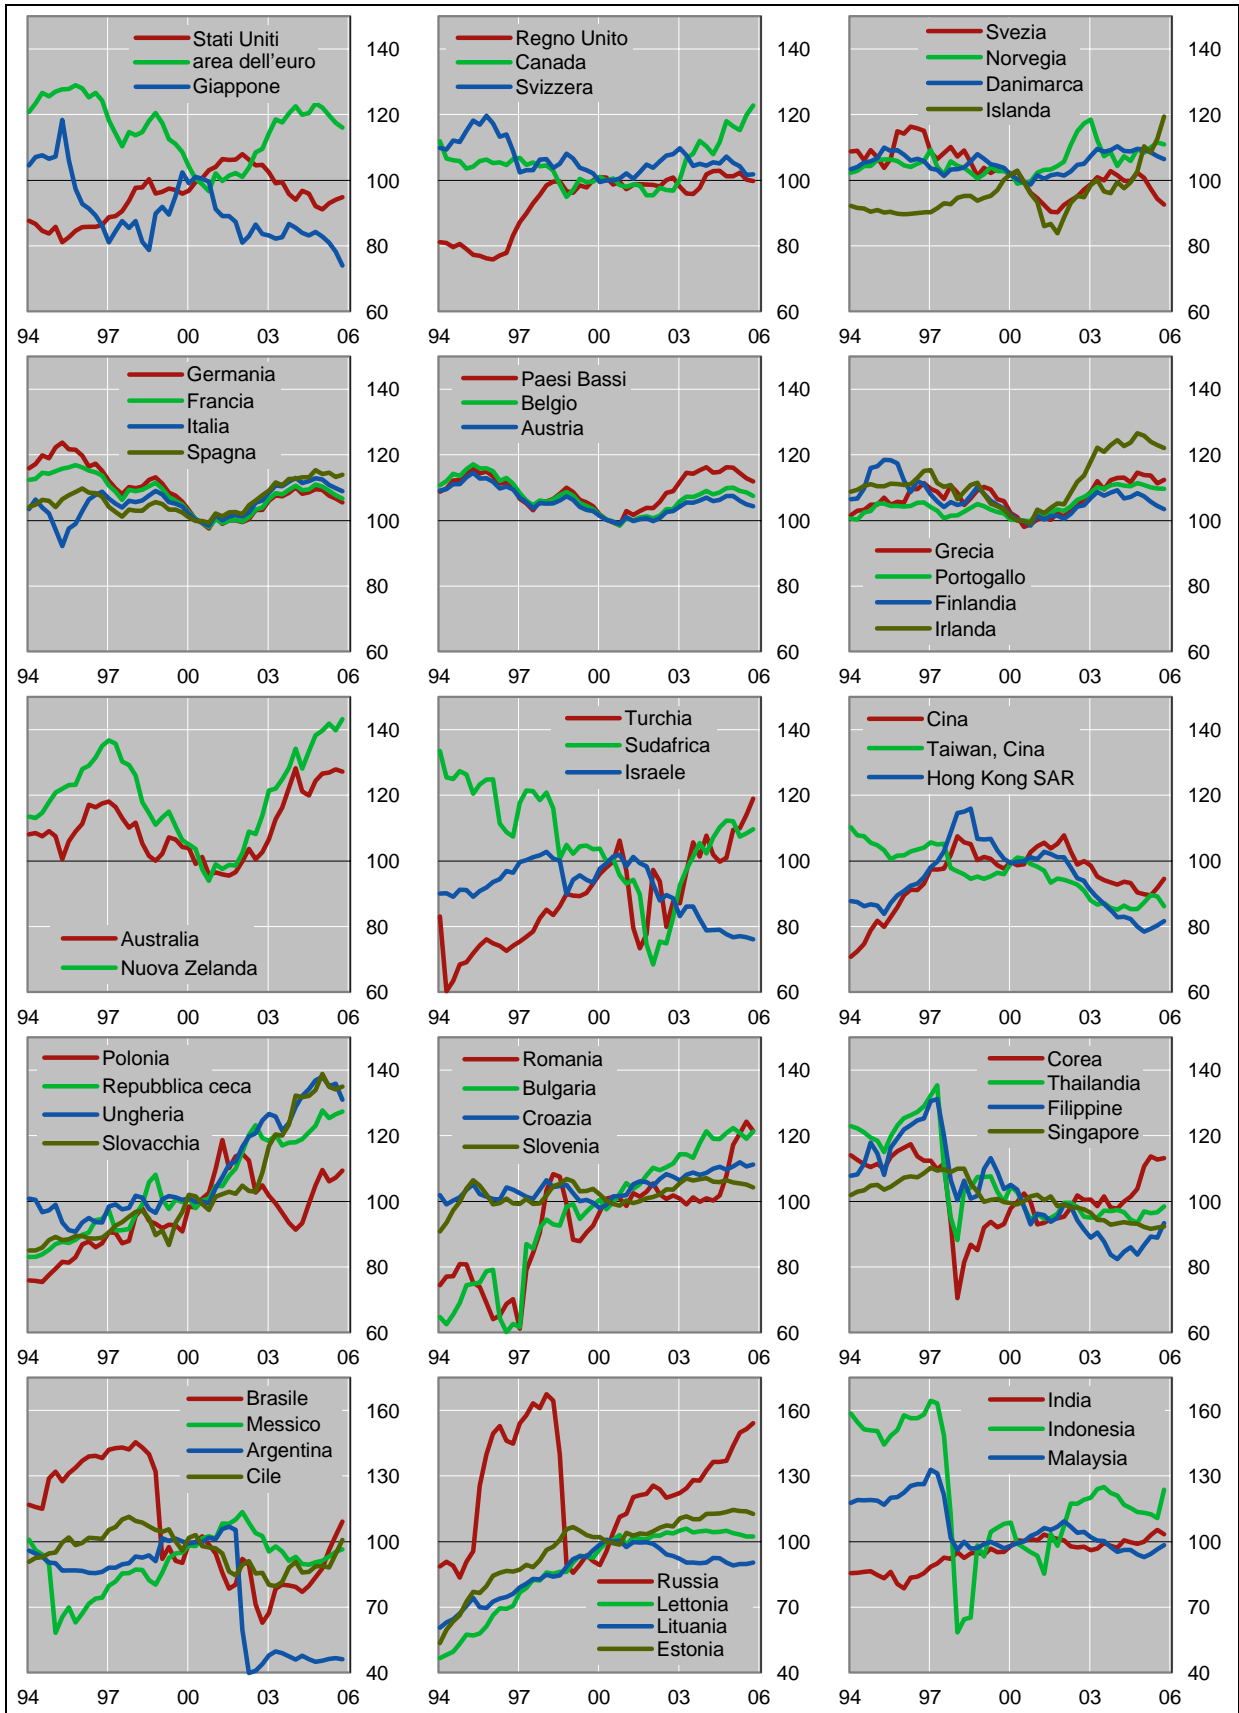 Stati Uniti
area dell'euro
Giappone
140
120
100
80
60
94 97 00 03 06
Regno Unito
Canada
Svizzera
140
120
100
80
60
94 97 00 03 06
Svezia
Norvegia
Danimarca
Islanda
140
120
100
80
60
94 97 00 03 06
Germania
Francia
Italia
Spagna
140
120
100
80
60
94 97 00 03 06
Paesi Bassi
Belgio
Austria
140
120
100
80
60
94 97 00 03 06
Grecia
Portogallo
Finlandia
Irlanda
140
120
100
80
60
94 97 00 03 06
Australia
Nuova Zelanda
140
120
100
80
60
94 97 00 03 06
Turchia
Sudafrica
Israele
140
120
100
80
60
94 97 00 03 06
Cina
Taiwan, Cina
Hong Kong SAR
140
120
100
80
60
94 97 00 03 06
Polonia
Repubblica ceca
Ungheria
Slovacchia
140
120
100
80
60
94 97 00 03 06
Romania
Bulgaria
Croazia
Slovenia
140
120
100
80
60
94 97 00 03 06
Corea
Thailandia
Filippine
Singapore
140
120
100
80
60
94 97 00 03 06
Brasile
Messico
Argentina
Cile
160
130
100
70
40
94 97 00 03 06
Russia
Lettonia
Lituania
Estonia
160
130
100
70
40
94 97 00 03 06
India
Indonesia
Malaysia
160
130
100
70
40
94 97 00 03 06